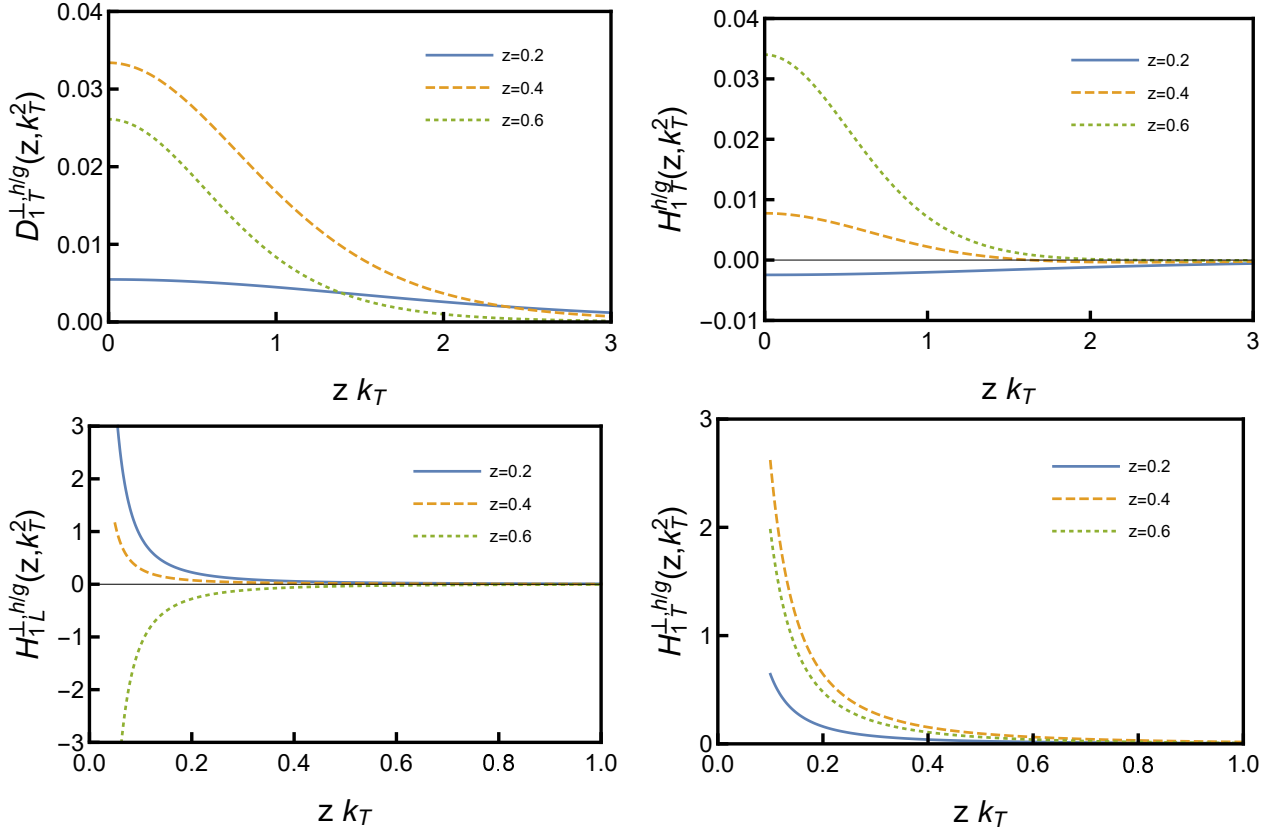 0.04
0.03
0.02
0.01
0.00
0
1
2
3
z=0.2
z=0.4
z=0.6
D_{1T}^{⊥,h/g}(z,k_T^2)
z k_T
0.04
0.03
0.02
0.01
0.00
−0.01
0
1
2
3
z=0.2
z=0.4
z=0.6
H_{1T}^{h/g}(z,k_T^2)
z k_T
3
2
1
0
−1
−2
−3
0.0
0.2
0.4
0.6
0.8
1.0
z=0.2
z=0.4
z=0.6
H_{1L}^{⊥,h/g}(z,k_T^2)
z k_T
3
2
1
0
0.0
0.2
0.4
0.6
0.8
1.0
z=0.2
z=0.4
z=0.6
H_{1T}^{⊥,h/g}(z,k_T^2)
z k_T